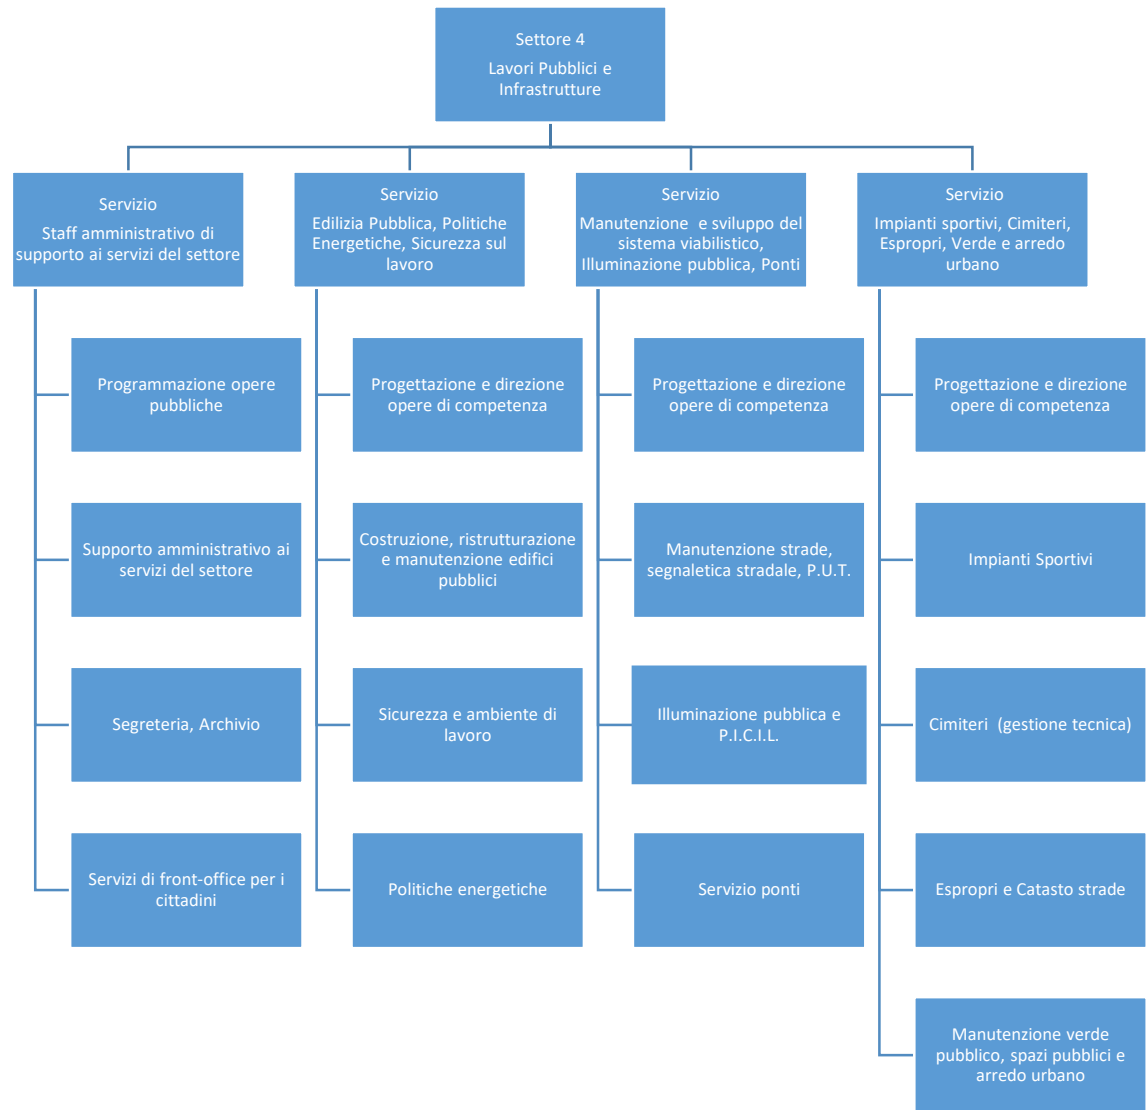 Settore 4
Lavori Pubblici e
Infrastrutture
Servizio
Staff amministrativo di
supporto ai servizi del settore
Servizio
Edilizia Pubblica, Politiche
Energetiche, Sicurezza sul
lavoro
Servizio
Manutenzione  e sviluppo del
sistema viabilistico,
Illuminazione pubblica, Ponti
Servizio
Impianti sportivi, Cimiteri,
Espropri, Verde e arredo
urbano
Programmazione opere
pubbliche
Progettazione e direzione
opere di competenza
Progettazione e direzione
opere di competenza
Progettazione e direzione
opere di competenza
Supporto amministrativo ai
servizi del settore
Costruzione, ristrutturazione
e manutenzione edifici
pubblici
Manutenzione strade,
segnaletica stradale, P.U.T.
Impianti Sportivi
Segreteria, Archivio
Sicurezza e ambiente di
lavoro
Illuminazione pubblica e
P.I.C.I.L.
Cimiteri  (gestione tecnica)
Servizi di front-office per i
cittadini
Politiche energetiche
Servizio ponti
Espropri e Catasto strade
Manutenzione verde
pubblico, spazi pubblici e
arredo urbano